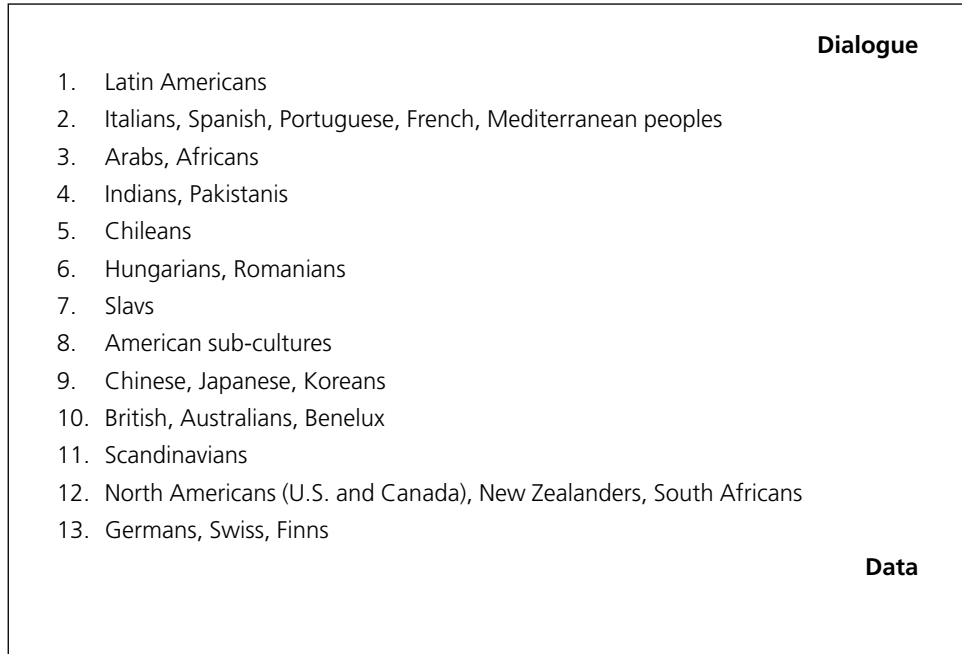 Dialogue
1. Latin Americans
2. Italians, Spanish, Portuguese, French, Mediterranean peoples
3. Arabs, Africans
4. Indians, Pakistanis
5. Chileans
6. Hungarians, Romanians
7. Slavs
8. American sub-cultures
9. Chinese, Japanese, Koreans
10. British, Australians, Benelux
11. Scandinavians
12. North Americans (U.S. and Canada), New Zealanders, South Africans
13. Germans, Swiss, Finns
Data